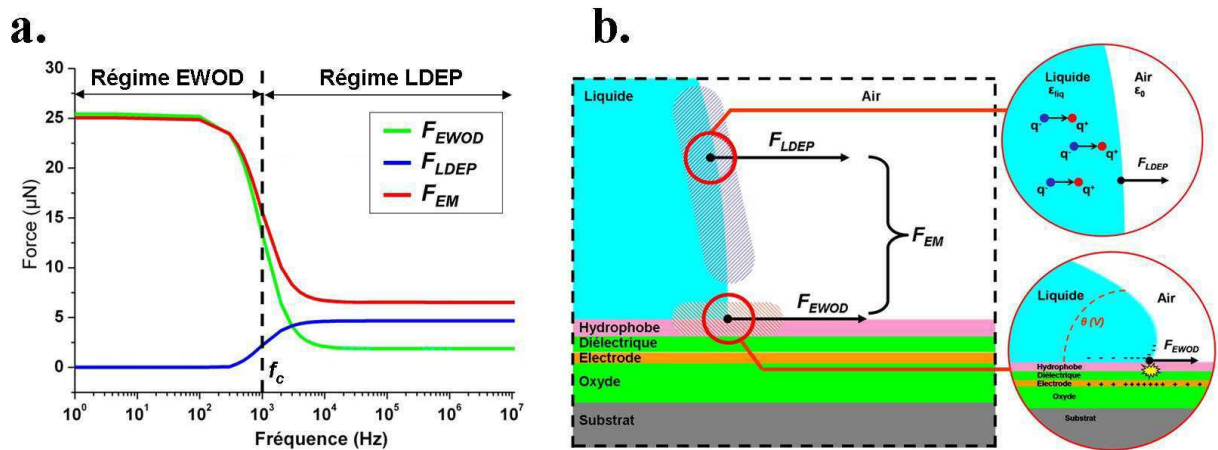 a.
Régime EWOD
Régime LDEP
30
25
20
15
10
5
0
Force (µN)
F_EWOD
F_LDEP
F_EM
f_c
10^0 10^1 10^2 10^3 10^4 10^5 10^6 10^7
Fréquence (Hz)
b.
Liquide
Air
F_LDEP
F_EM
F_EWOD
Hydrophobe
Diélectrique
Electrode
Oxyde
Substrat
Liquide
ε_liq
Air
ε_0
q- q+
q- q+
q- q+
F_LDEP
Liquide
Air
θ (V)
F_EWOD
Hydrophobe
Diélectrique
Electrode
Oxyde
Substrat